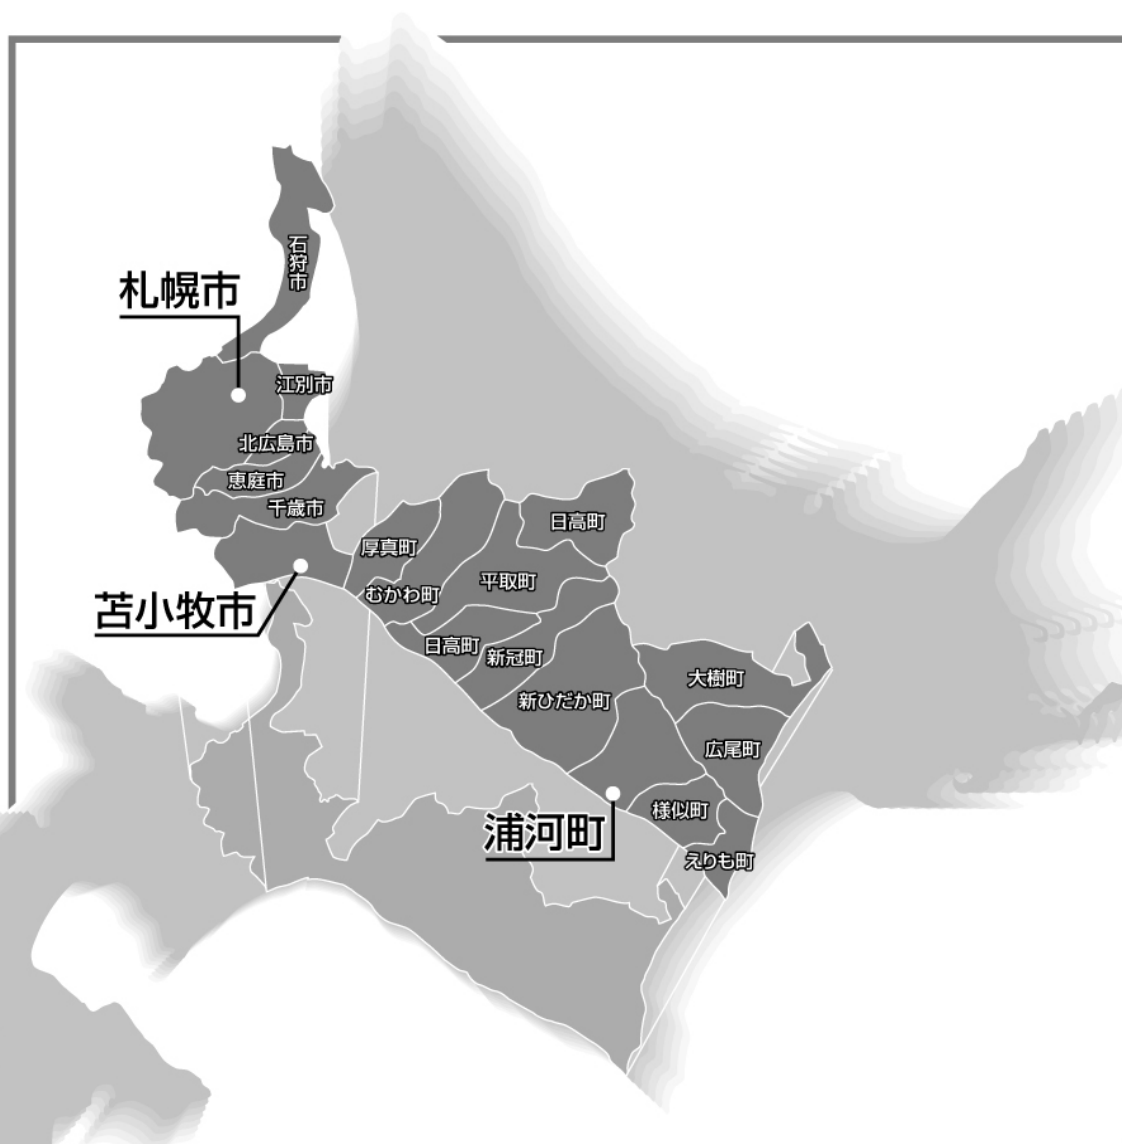 石狩市
札幌市
江別市
北広島市
恵庭市
千歳市
日高町
厚真町
平取町
むかわ町
苫小牧市
日高町
新冠町
大樹町
新ひだか町
広尾町
様似町
浦河町
えりも町